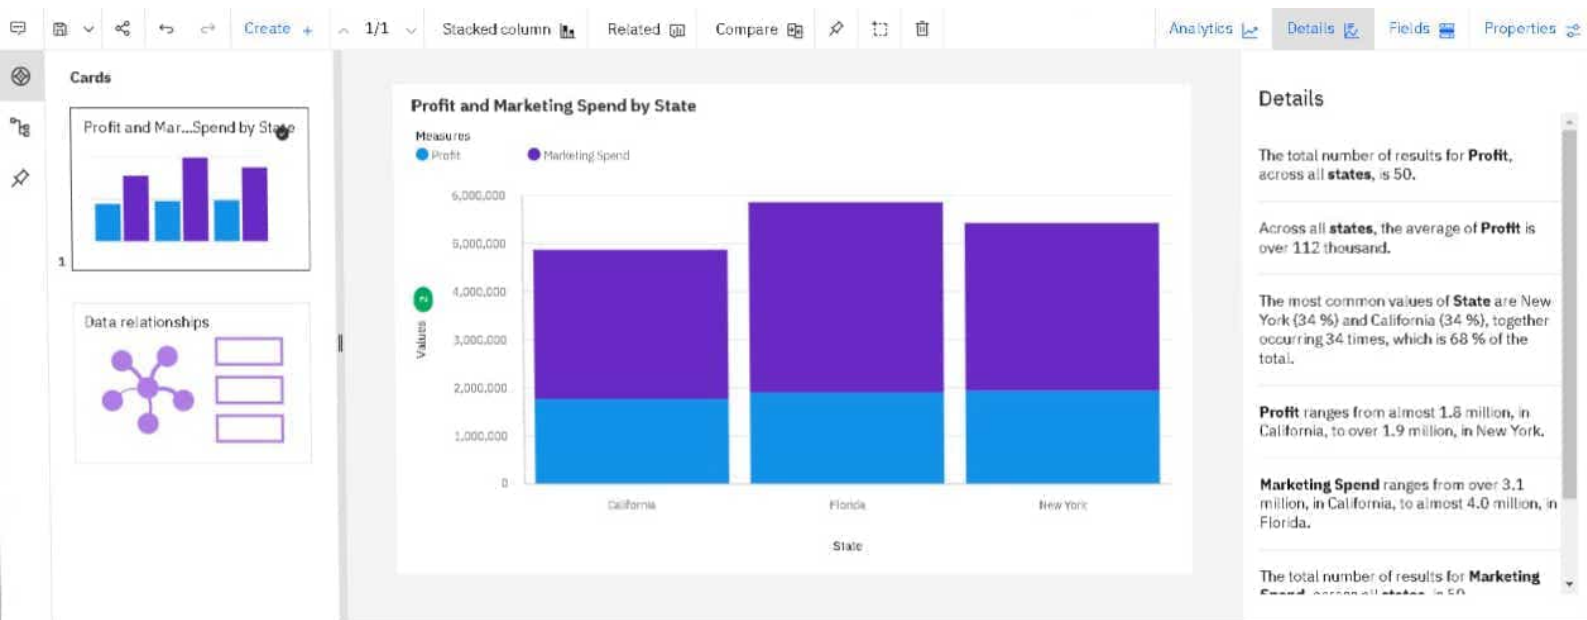 Create +
1/1
Stacked column
Related
Compare
Analytics
Details
Fields
Properties
Cards
Profit and Mar...Spend by State
1
Data relationships
Profit and Marketing Spend by State
Measures
Profit
Marketing Spend
6,000,000
5,000,000
4,000,000
3,000,000
2,000,000
1,000,000
0
Values
2
California
Florida
New York
State
Details
The total number of results for Profit,
across all states, is 50.
Across all states, the average of Profit is
over 112 thousand.
The most common values of State are New
York (34 %) and California (34 %), together
occurring 34 times, which is 68 % of the
total.
Profit ranges from almost 1.8 million, in
California, to over 1.9 million, in New York.
Marketing Spend ranges from over 3.1
million, in California, to almost 4.0 million, in
Florida.
The total number of results for Marketing
Spend, across all states, is 50